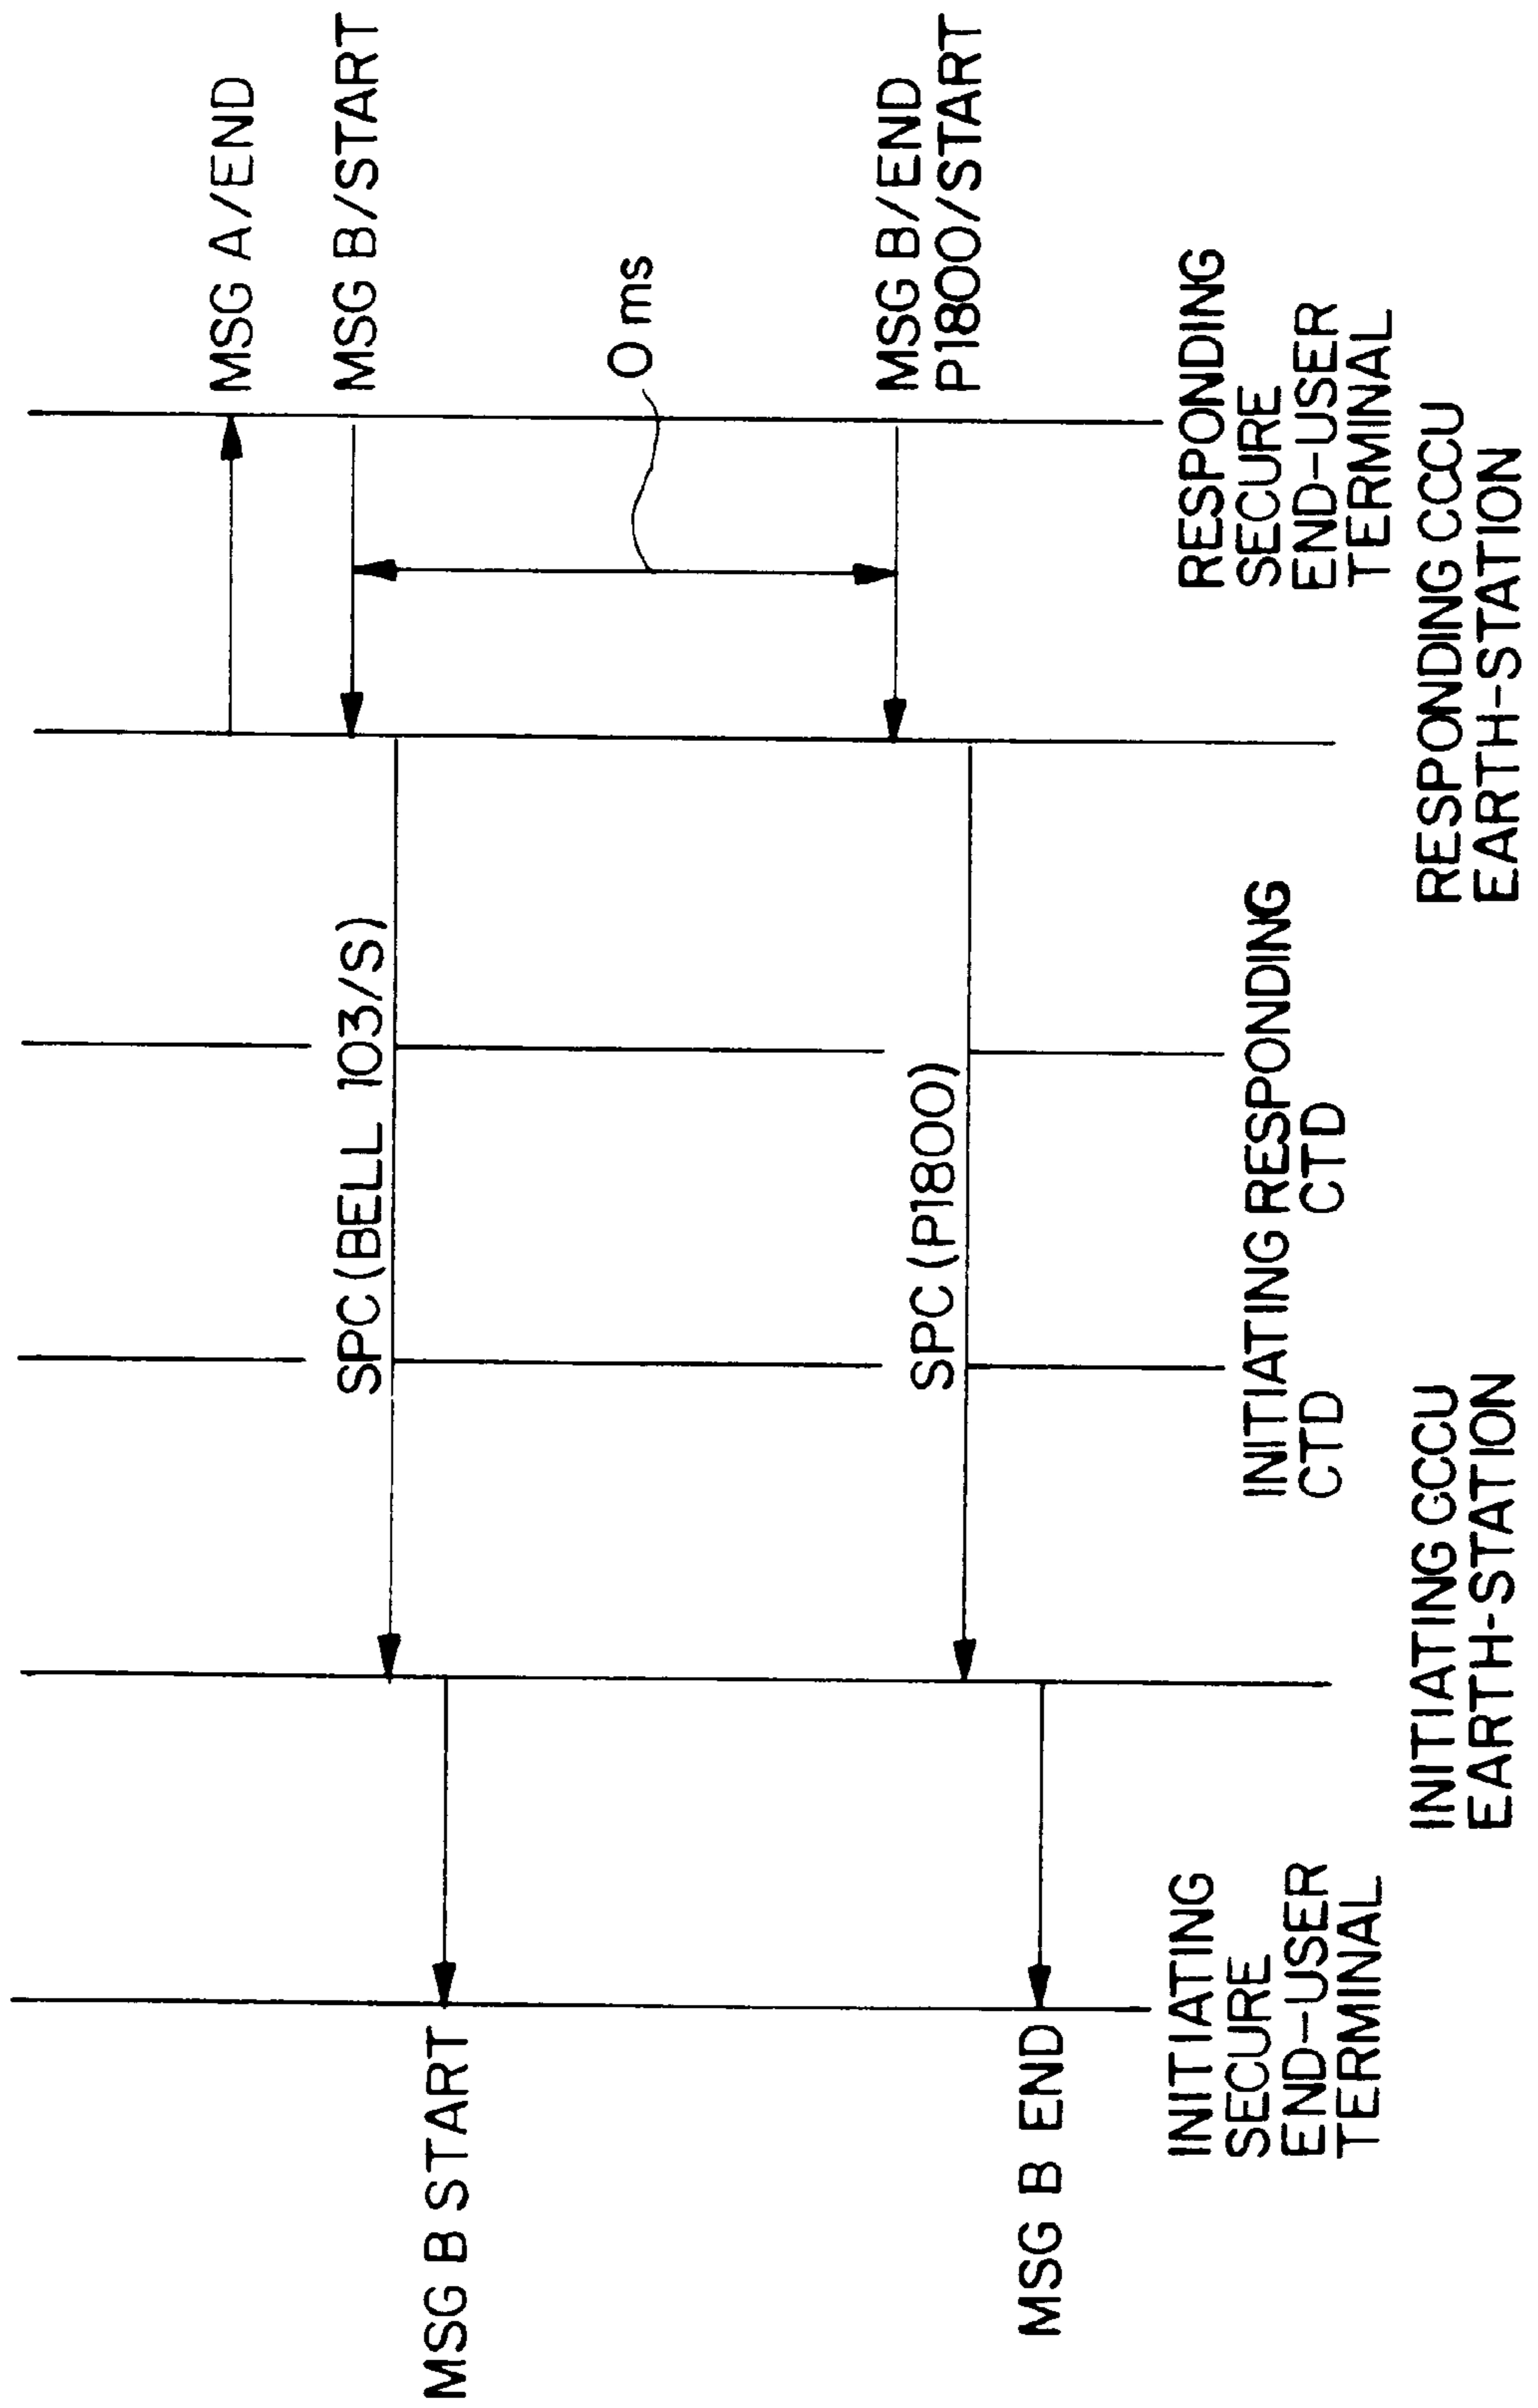 MSG A/END
MSG B/START
SPC (BELL 103/S)
MSG B START
0 ms
MSG B/END
P1800/START
SPC (P1800)
MSG B END
INITIATING
SECURE
END-USER
TERMINAL
INITIATING
CTD
RESPONDING
CTD
RESPONDING
SECURE
END-USER
TERMINAL
INITIATING GCCU
EARTH-STATION
RESPONDING CCCU
EARTH-STATION